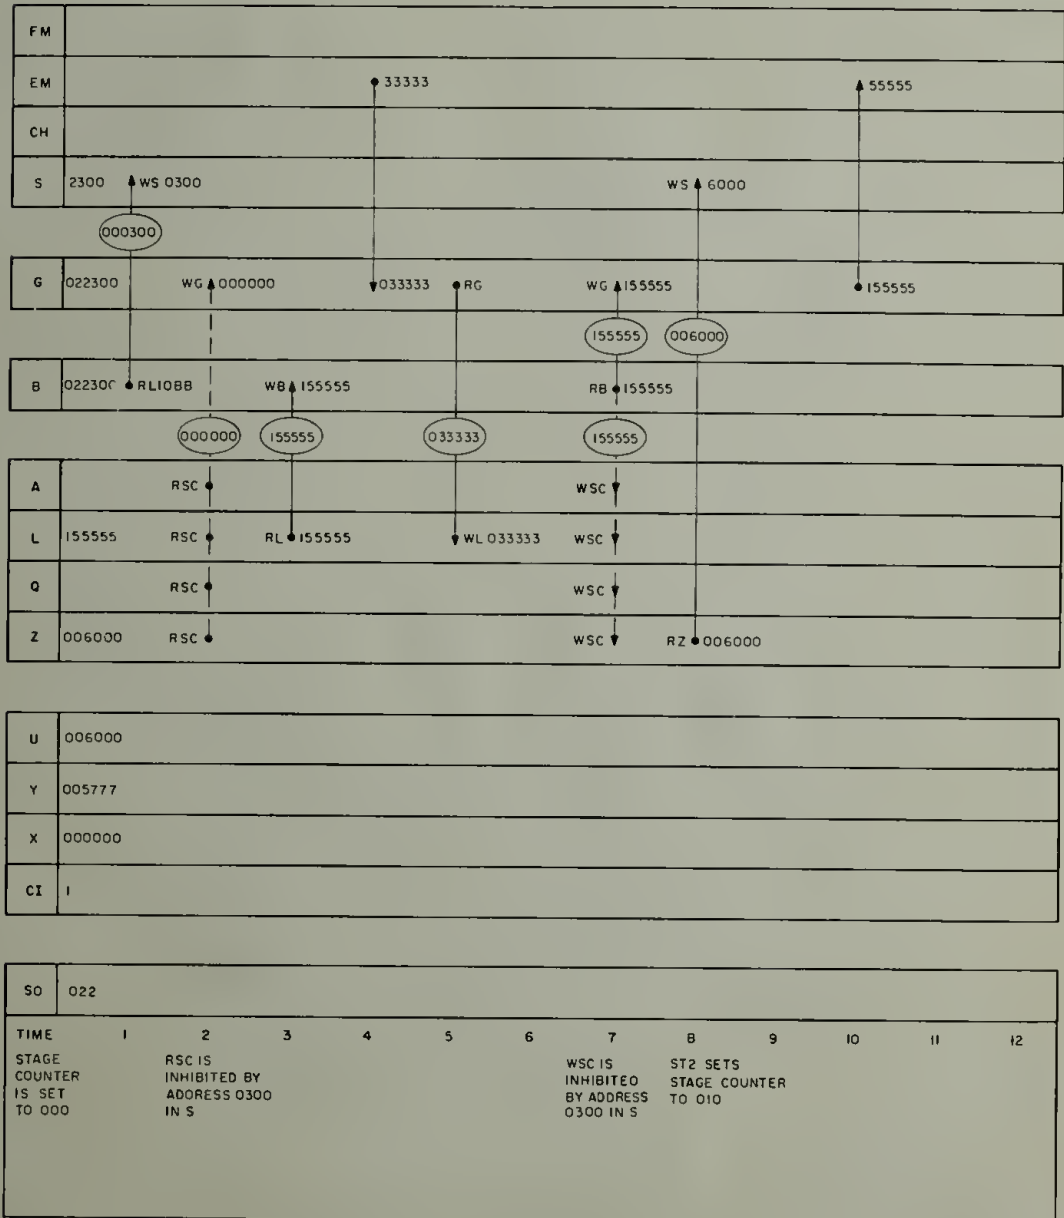 FM
EM 33333 55555
CH
S 2300 WS 0300 WS 6000
000300
G 022300 WG 000000 033333 RG WG 155555 155555
155555 006000
B 022300 RL10BB WB 155555 RB 155555
000000 155555 033333 155555
A RSC WSC
L 155555 RSC RL 155555 WL 033333 WSC
Q RSC WSC
Z 006000 RSC WSC RZ 006000
U 006000
Y 005777
X 000000
CI 1
SO 022
TIME 1 2 3 4 5 6 7 8 9 10 11 12
STAGE COUNTER IS SET TO 000
RSC IS INHIBITED BY ADDRESS 0300 IN S
WSC IS INHIBITED BY ADDRESS 0300 IN S
ST2 SETS STAGE COUNTER TO 010